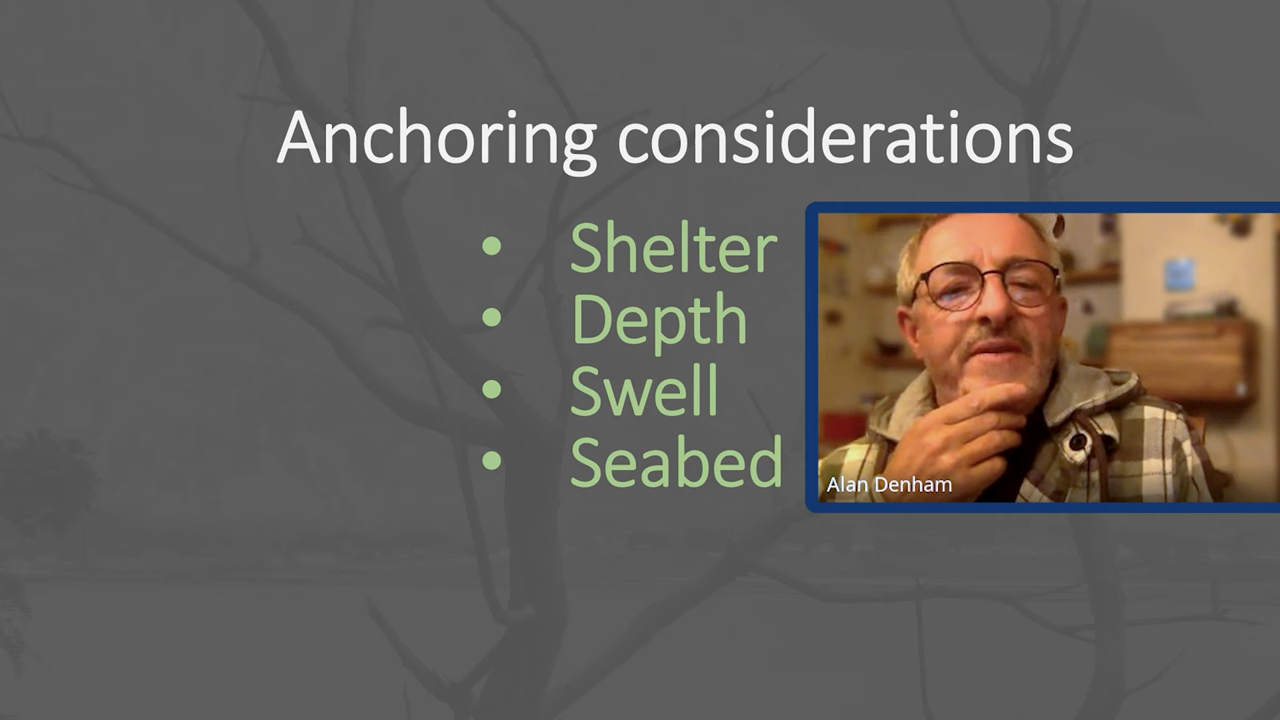 Anchoring considerations
• Shelter
• Depth
• Swell
• Seabed
Alan Denham